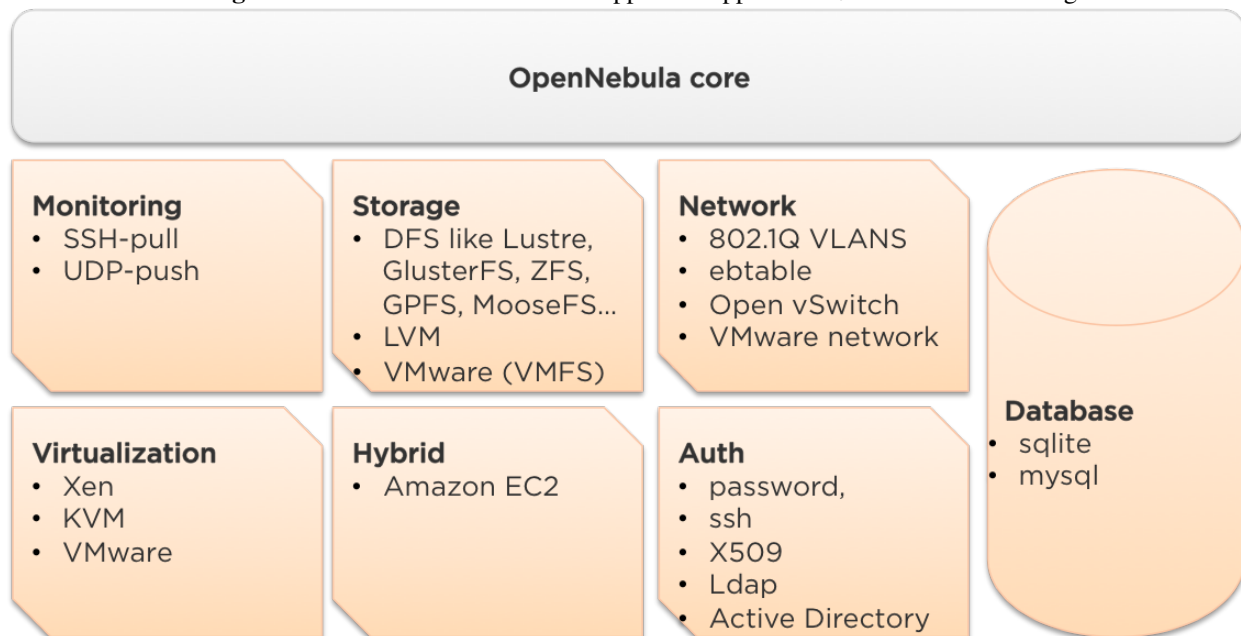 OpenNebula core
Monitoring
• SSH-pull
• UDP-push
Storage
• DFS like Lustre,
GlusterFS, ZFS,
GPFS, MooseFS...
• LVM
• VMware (VMFS)
Network
• 802.1Q VLANS
• ebtable
• Open vSwitch
• VMware network
Virtualization
• Xen
• KVM
• VMware
Hybrid
• Amazon EC2
Auth
• password,
• ssh
• X509
• Ldap
• Active Directory
Database
• sqlite
• mysql